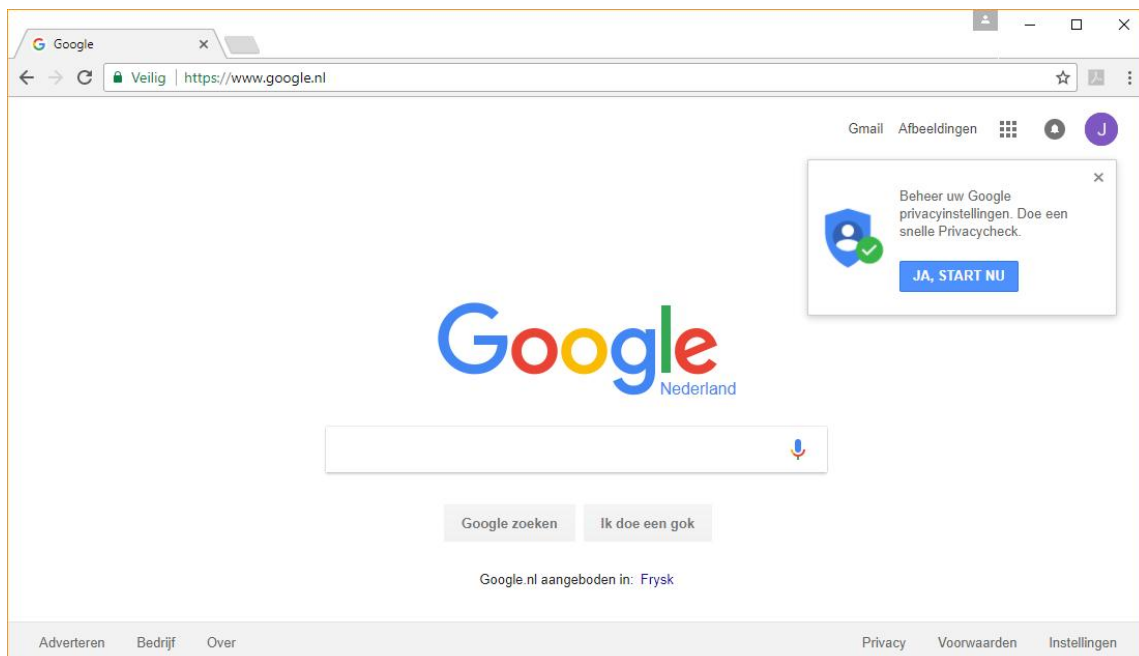 Google
Veilig https://www.google.nl
Gmail Afbeeldingen J
Beheer uw Google
privacyinstellingen. Doe een
snelle Privacycheck.
JA, START NU
Google
Nederland
Google zoeken Ik doe een gok
Google.nl aangeboden in: Frysk
Adverteren Bedrijf Over Privacy Voorwaarden Instellingen